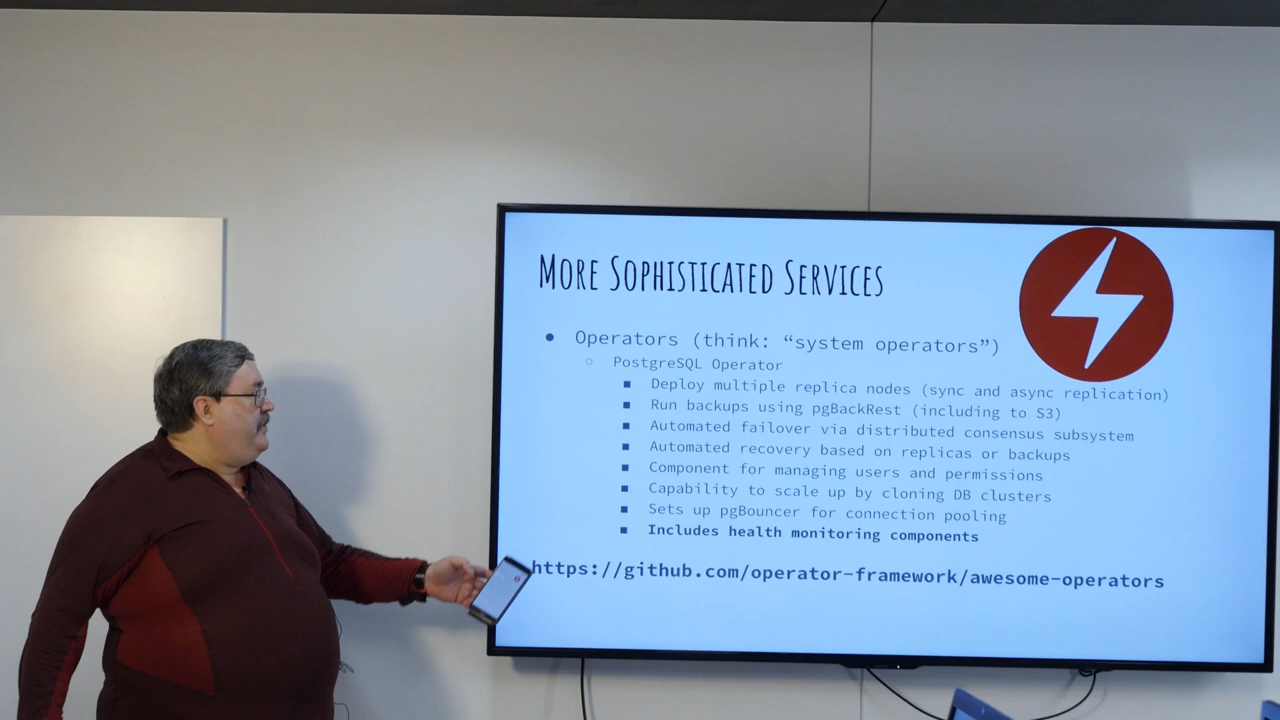 More Sophisticated Services
● Operators (think: “system operators”)
○ PostgreSQL Operator
■ Deploy multiple replica nodes (sync and async replication)
■ Run backups using pgBackRest (including to S3)
■ Automated failover via distributed consensus subsystem
■ Automated recovery based on replicas or backups
■ Component for managing users and permissions
■ Capability to scale up by cloning DB clusters
■ Sets up pgBouncer for connection pooling
■ Includes health monitoring components
https://github.com/operator-framework/awesome-operators